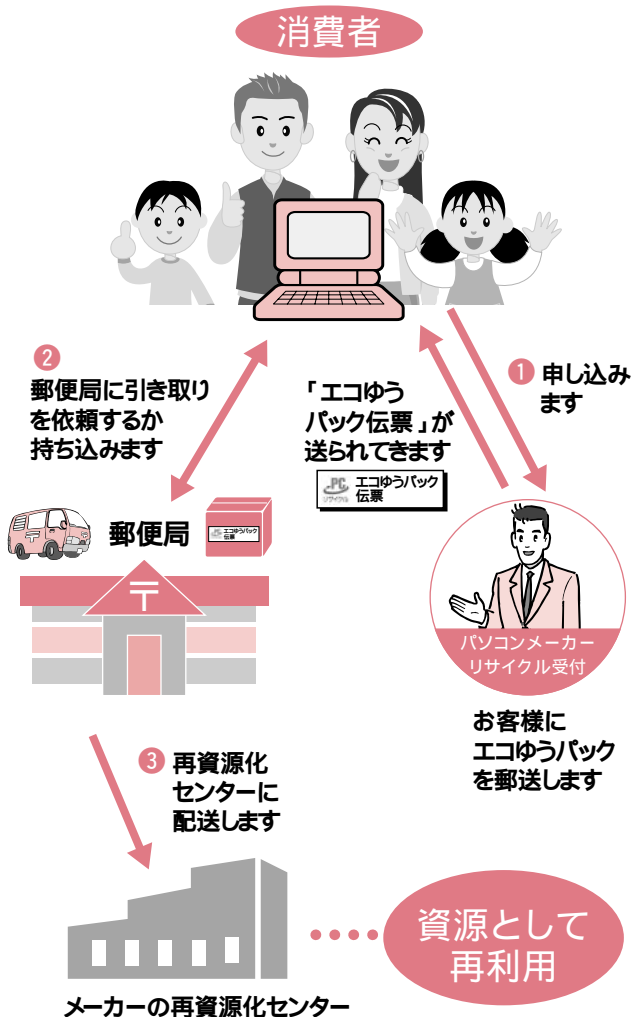 消費者
❶ 申し込み
ます
「エコゆう
パック伝票」が
送られてきます
PC
リサイクル
エコゆうパック
伝票
パソコンメーカー
リサイクル受付
お客様に
エコゆうパック
を郵送します
❷
郵便局に引き取り
を依頼するか
持ち込みます
郵便局
エコゆうパック
伝票
〒
❸ 再資源化
センターに
配送します
メーカーの再資源化センター
資源として
再利用